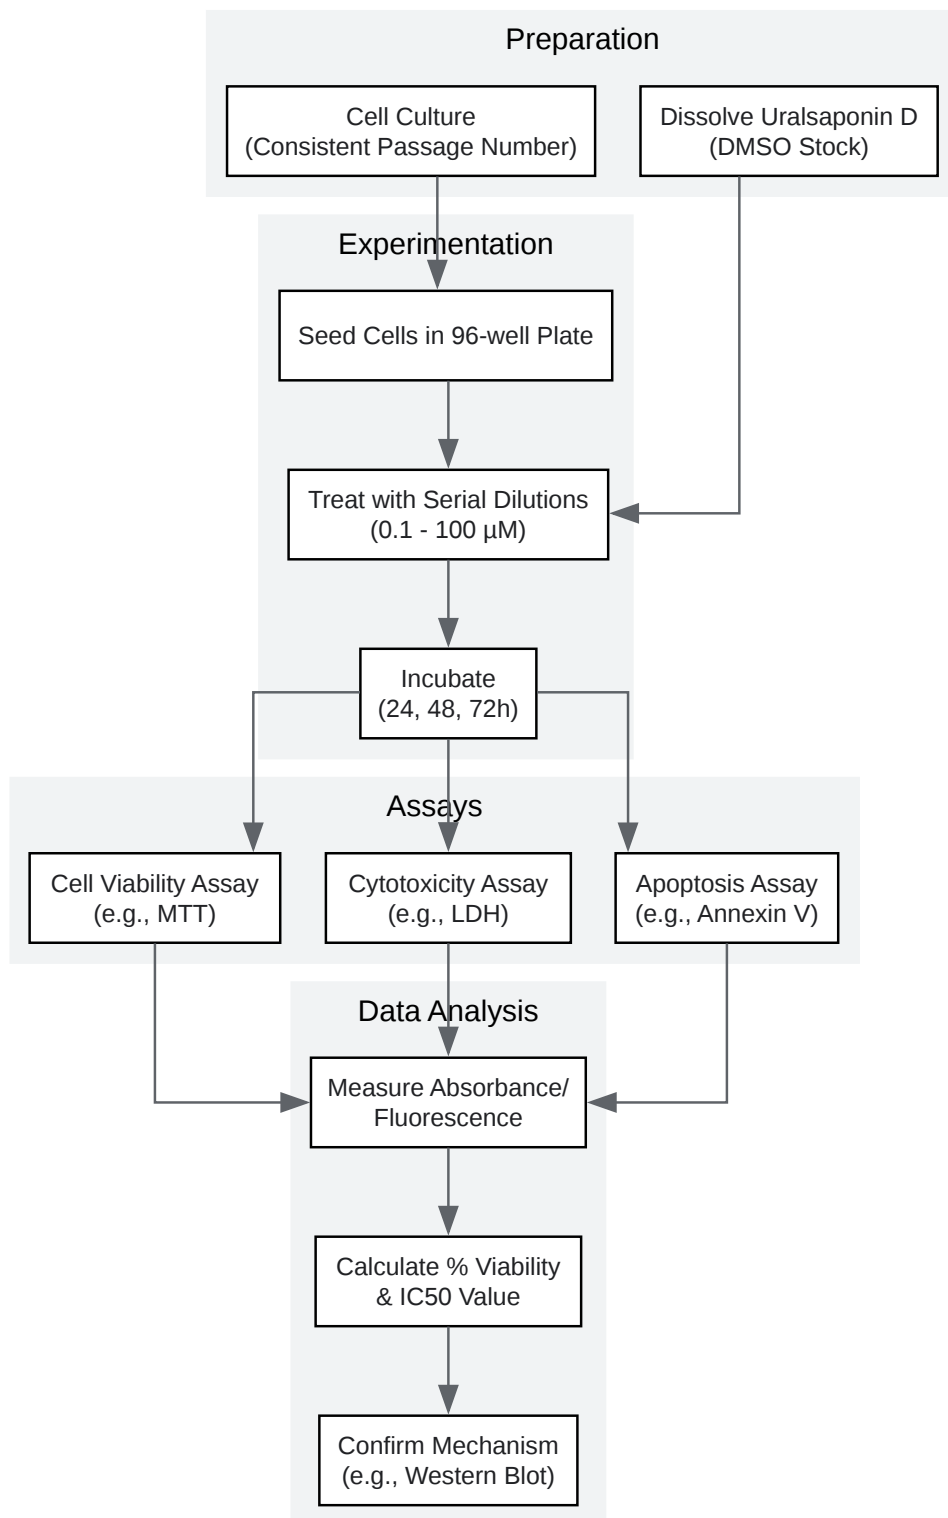 Preparation
Cell Culture
(Consistent Passage Number)
Dissolve Uralsaponin D
(DMSO Stock)
Experimentation
Seed Cells in 96-well Plate
Treat with Serial Dilutions
(0.1 - 100 µM)
Incubate
(24, 48, 72h)
Assays
Cell Viability Assay
(e.g., MTT)
Cytotoxicity Assay
(e.g., LDH)
Apoptosis Assay
(e.g., Annexin V)
Data Analysis
Measure Absorbance/
Fluorescence
Calculate % Viability
& IC50 Value
Confirm Mechanism
(e.g., Western Blot)